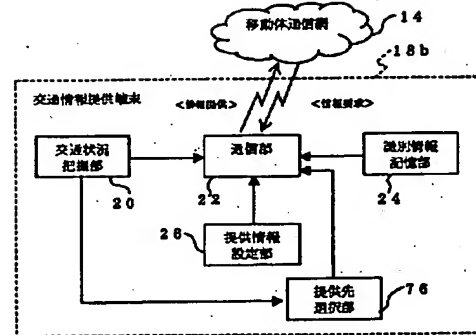 移動体通信網
14
18b
交通情報提供端末
<情報提供>
<情報要求>
交通状況
把握部
20
通信部
22
識別情報
記憶部
24
28
提供情報
設定部
提供先
選択部
76